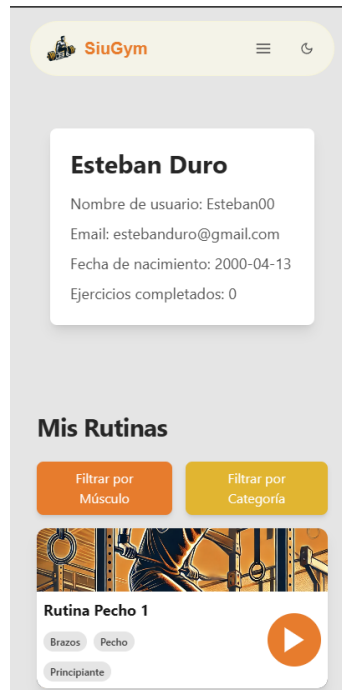 SiuGym
Esteban Duro
Nombre de usuario: Esteban00
Email: estebanduro@gmail.com
Fecha de nacimiento: 2000-04-13
Ejercicios completados: 0
Mis Rutinas
Filtrar por
Músculo
Filtrar por
Categoría
Rutina Pecho 1
Brazos Pecho
Principiante